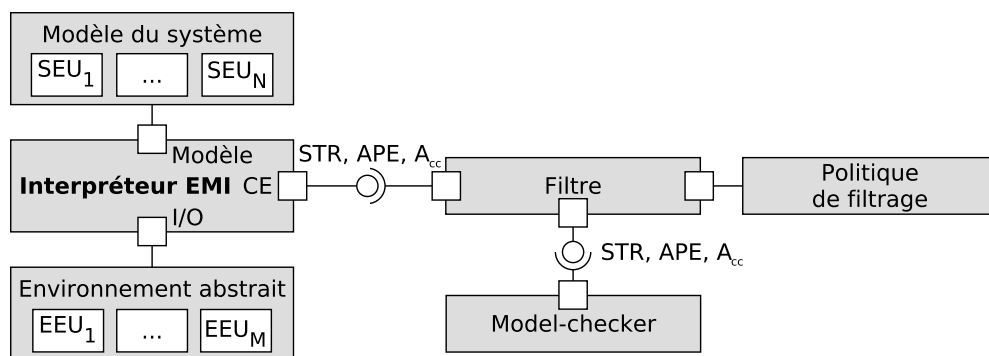 Modèle du système
SEU1 ... SEUN
Modèle
Interpréteur EMI CE
I/O
STR, APE, Acc
Filtre
Politique
de filtrage
STR, APE, Acc
Environnement abstrait
EEU1 ... EEUM
Model-checker